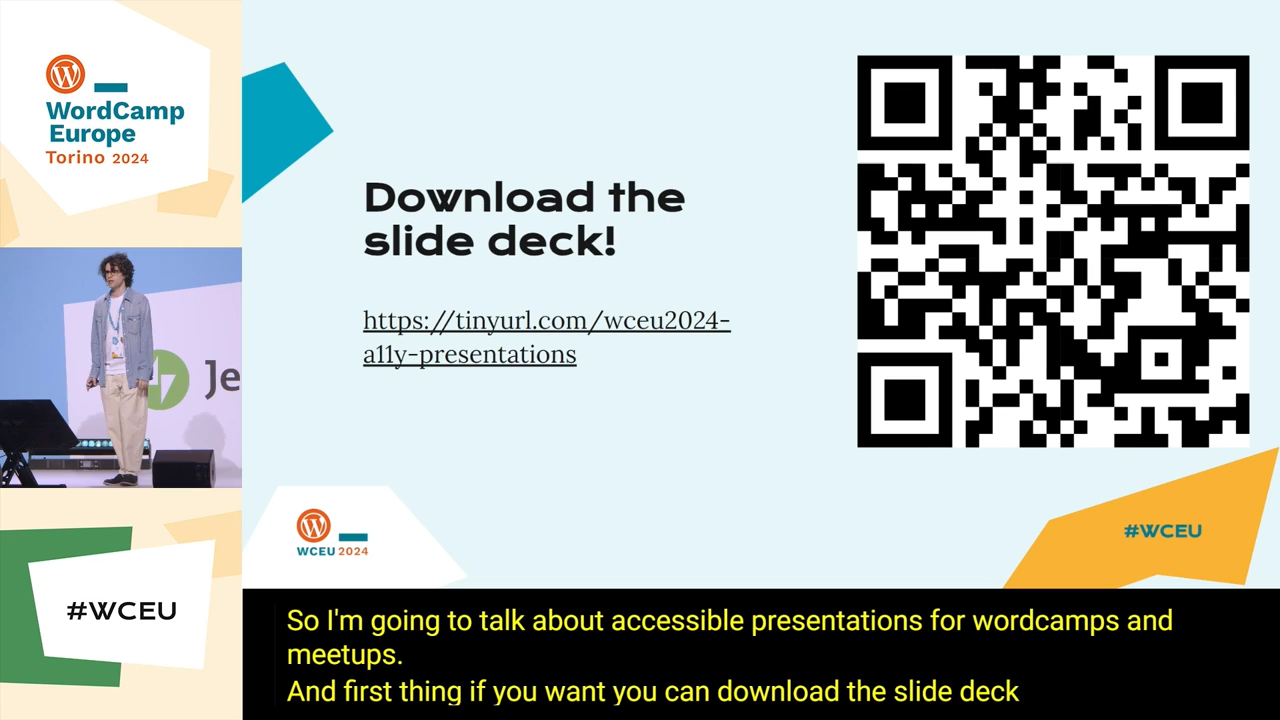 WordCamp
Europe
Torino 2024
Download the
slide deck!
https://tinyurl.com/wceu2024-
a11y-presentations
Je
WCEU 2024
#WCEU
#WCEU
So I'm going to talk about accessible presentations for wordcamps and
meetups.
And first thing if you want you can download the slide deck